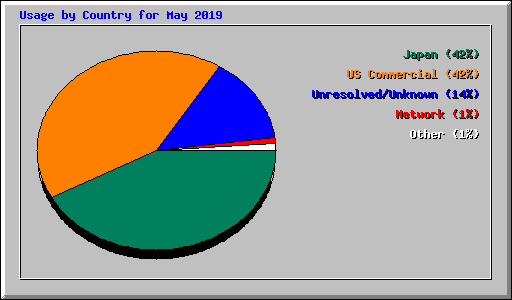 Usage by Country for May 2019
Japan (42%)
US Commercial (42%)
Unresolved/Unknown (14%)
Network (1%)
Other (1%)